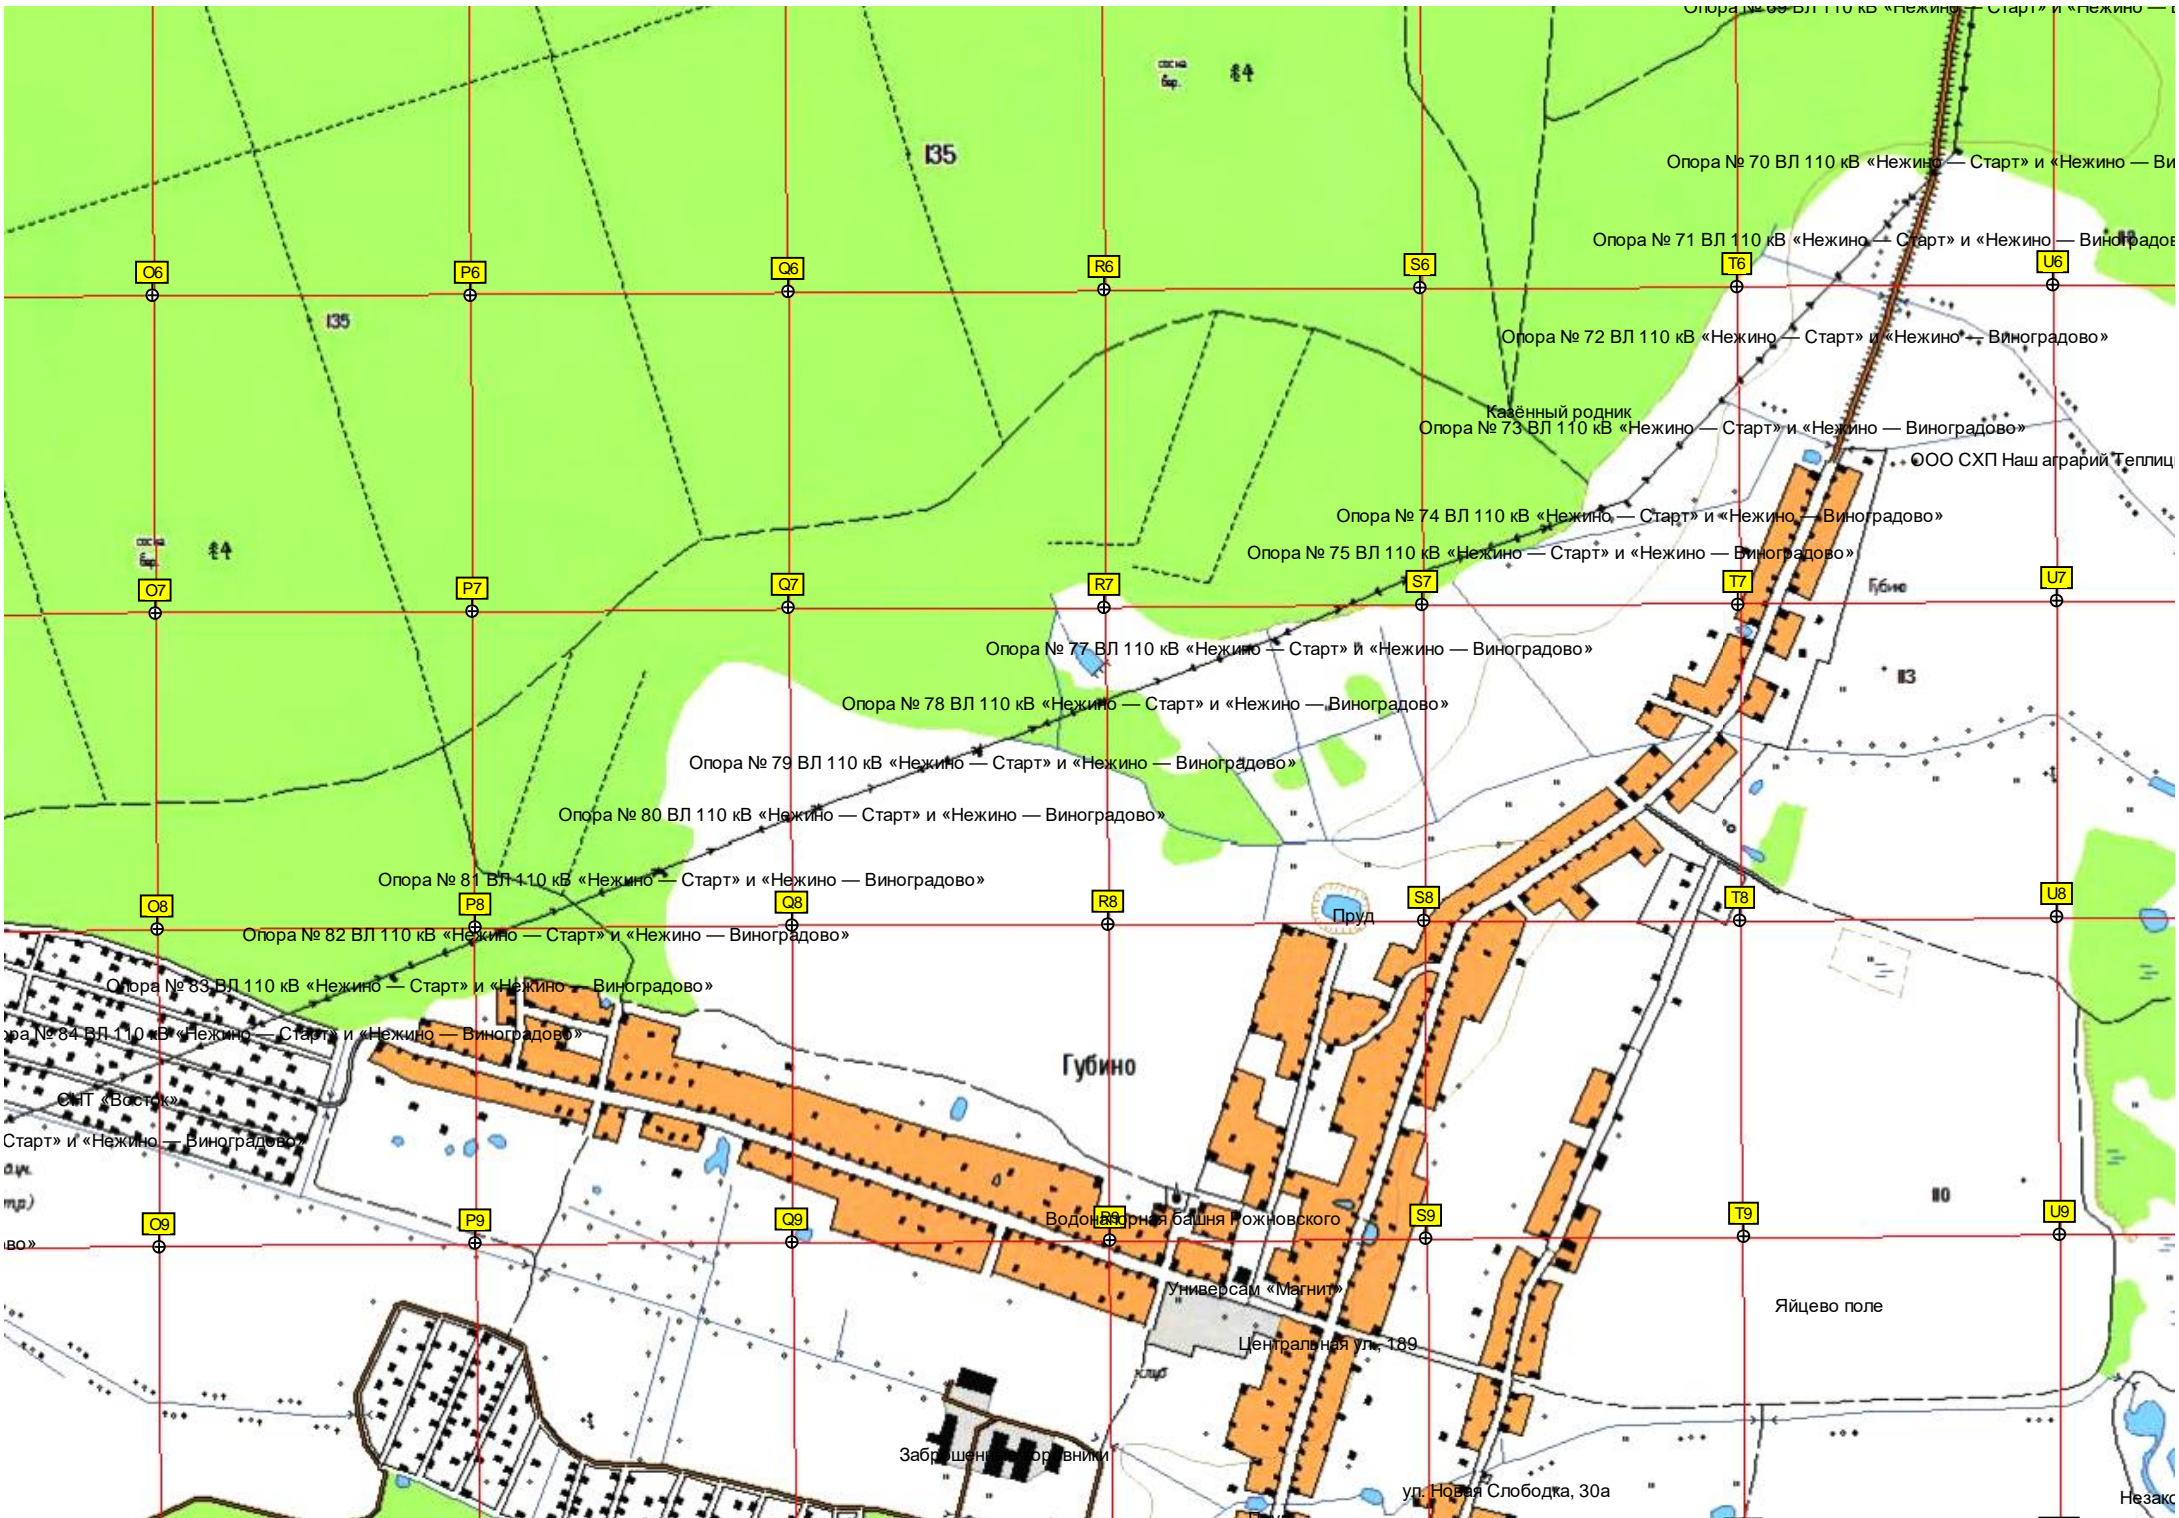 Опора № 69 ВЛ 110 кВ «Нежино — Старт» и «Нежино —
сосна
бер.
135
Опора № 70 ВЛ 110 кВ «Нежино — Старт» и «Нежино — Ви
Опора № 71 ВЛ 110 кВ «Нежино — Старт» и «Нежино — Виноградов
O6
P6
Q6
R6
S6
T6
U6
135
Опора № 72 ВЛ 110 кВ «Нежино — Старт» и «Нежино — Виноградово»
Казённый родник
Опора № 73 ВЛ 110 кВ «Нежино — Старт» и «Нежино — Виноградово»
ООО СХП Наш аграрий Теплиц
Опора № 74 ВЛ 110 кВ «Нежино — Старт» и «Нежино — Виноградово»
сосна
бер.
Опора № 75 ВЛ 110 кВ «Нежино — Старт» и «Нежино — Виноградово»
O7
P7
Q7
R7
S7
T7
Губино
U7
Опора № 77 ВЛ 110 кВ «Нежино — Старт» и «Нежино — Виноградово»
113
Опора № 78 ВЛ 110 кВ «Нежино — Старт» и «Нежино — Виноградово»
Опора № 79 ВЛ 110 кВ «Нежино — Старт» и «Нежино — Виноградово»
Опора № 80 ВЛ 110 кВ «Нежино — Старт» и «Нежино — Виноградово»
Опора № 81 ВЛ 110 кВ «Нежино — Старт» и «Нежино — Виноградово»
O8
P8
Q8
R8
S8
T8
U8
Пруд
Опора № 82 ВЛ 110 кВ «Нежино — Старт» и «Нежино — Виноградово»
Опора № 83 ВЛ 110 кВ «Нежино — Старт» и «Нежино — Виноградово»
ора № 84 ВЛ 110 кВ «Нежино — Старт» и «Нежино — Виноградово»
Губино
СНТ «Восток»
Старт» и «Нежино — Виноградово»
110
O9
P9
Q9
R9
S9
T9
U9
Водонапорная башня Рожновского
во»
Универсам «Магнит»
Яйцево поле
Центральная ул., 189
клуб
Заброшенные коровники
ул. Новая Слободка, 30а
Незако